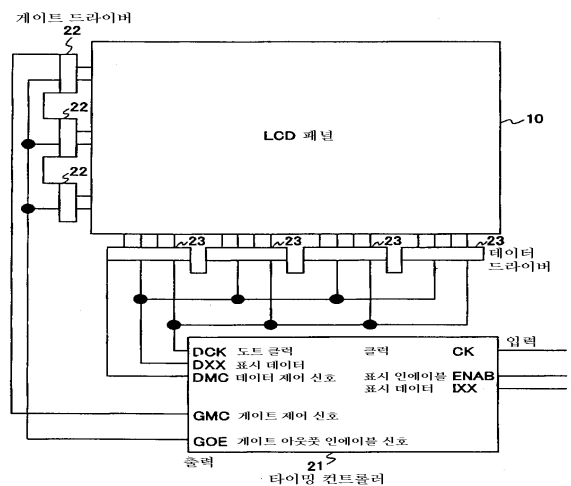 게이트 드라이버
22
22
22
LCD 패널
10
23
23
23
23
데이터
드라이버
입력
DCK 도트 클럭
클럭 CK
DXX 표시 데이터
DMC 데이터 제어 신호
표시 인에이블 ENAB
표시 데이터 IXX
GMC 게이트 제어 신호
GOE 게이트 아웃풋 인에이블 신호
출력
21
타이밍 컨트롤러